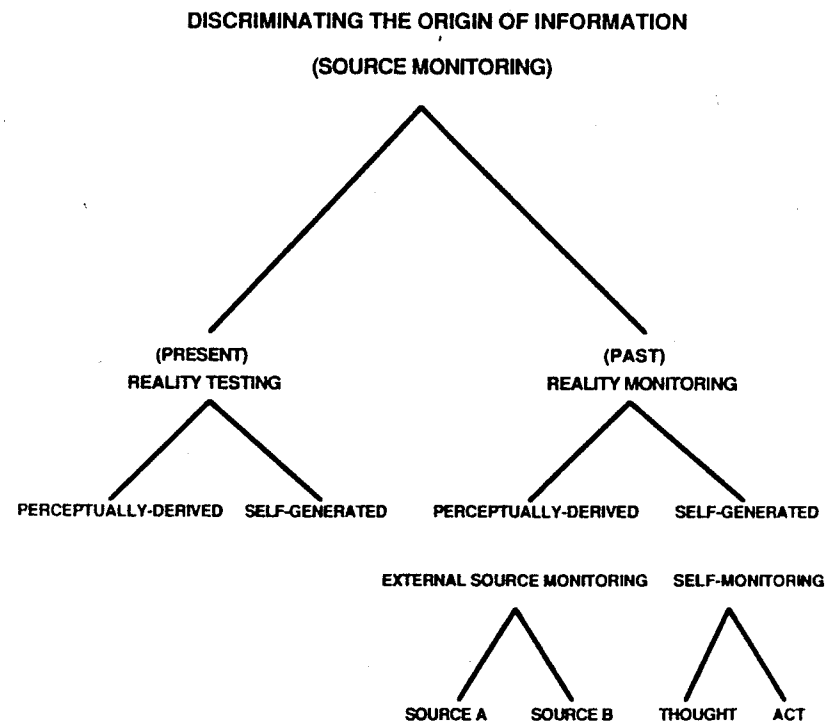 DISCRIMINATING THE ORIGIN OF INFORMATION
(SOURCE MONITORING)
(PRESENT)
REALITY TESTING
(PAST)
REALITY MONITORING
PERCEPTUALLY-DERIVED
SELF-GENERATED
PERCEPTUALLY-DERIVED
SELF-GENERATED
EXTERNAL SOURCE MONITORING
SELF-MONITORING
SOURCE A
SOURCE B
THOUGHT
ACT